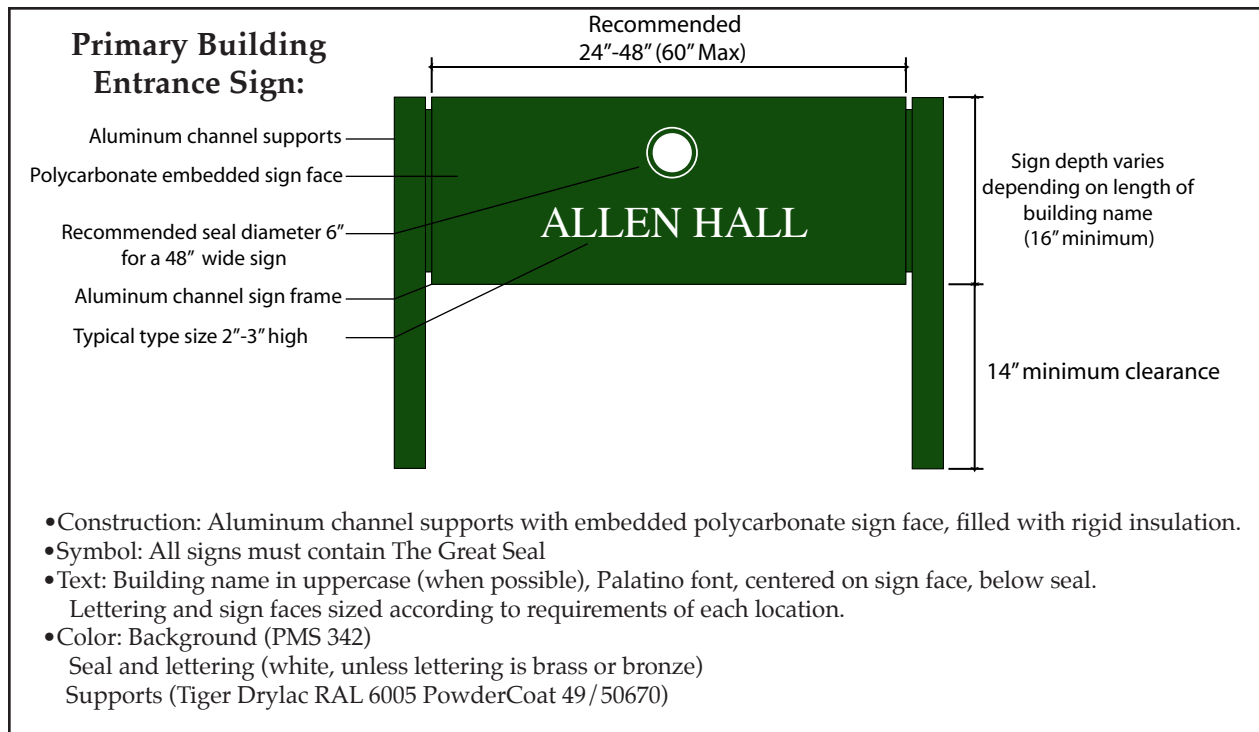 Primary Building
Entrance Sign:
Recommended
24”-48” (60” Max)
Aluminum channel supports
Polycarbonate embedded sign face
Recommended seal diameter 6”
for a 48” wide sign
Aluminum channel sign frame
Typical type size 2”-3” high
ALLEN HALL
Sign depth varies
depending on length of
building name
(16” minimum)
14” minimum clearance
•Construction: Aluminum channel supports with embedded polycarbonate sign face, filled with rigid insulation.
•Symbol: All signs must contain The Great Seal
•Text: Building name in uppercase (when possible), Palatino font, centered on sign face, below seal.
Lettering and sign faces sized according to requirements of each location.
•Color: Background (PMS 342)
Seal and lettering (white, unless lettering is brass or bronze)
Supports (Tiger Drylac RAL 6005 PowderCoat 49/50670)